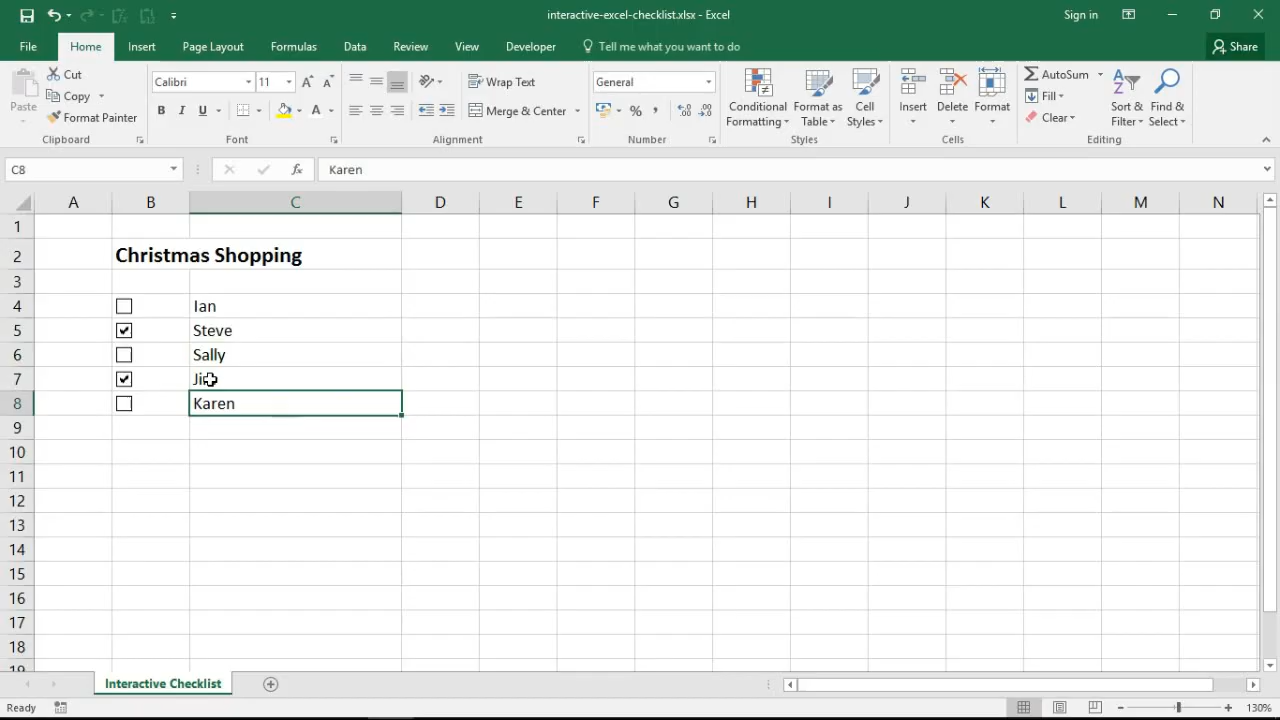 interactive-excel-checklist.xlsx - Excel
Sign in
File Home Insert Page Layout Formulas Data Review View Developer Tell me what you want to do Share
Paste
Cut
Copy
Format Painter
Clipboard
Calibri 11
B I U
Font
Wrap Text
Merge & Center
Alignment
General
Number
Conditional Formatting
Format as Table
Cell Styles
Styles
Insert
Delete
Format
Cells
AutoSum
Fill
Clear
Sort & Filter
Find & Select
Editing
C8 fx Karen
A B C D E F G H I J K L M N
1
2 Christmas Shopping
3
4 Ian
5 Steve
6 Sally
7
8 Karen
9
10
11
12
13
14
15
16
17
18
19
Interactive Checklist
Ready 130%